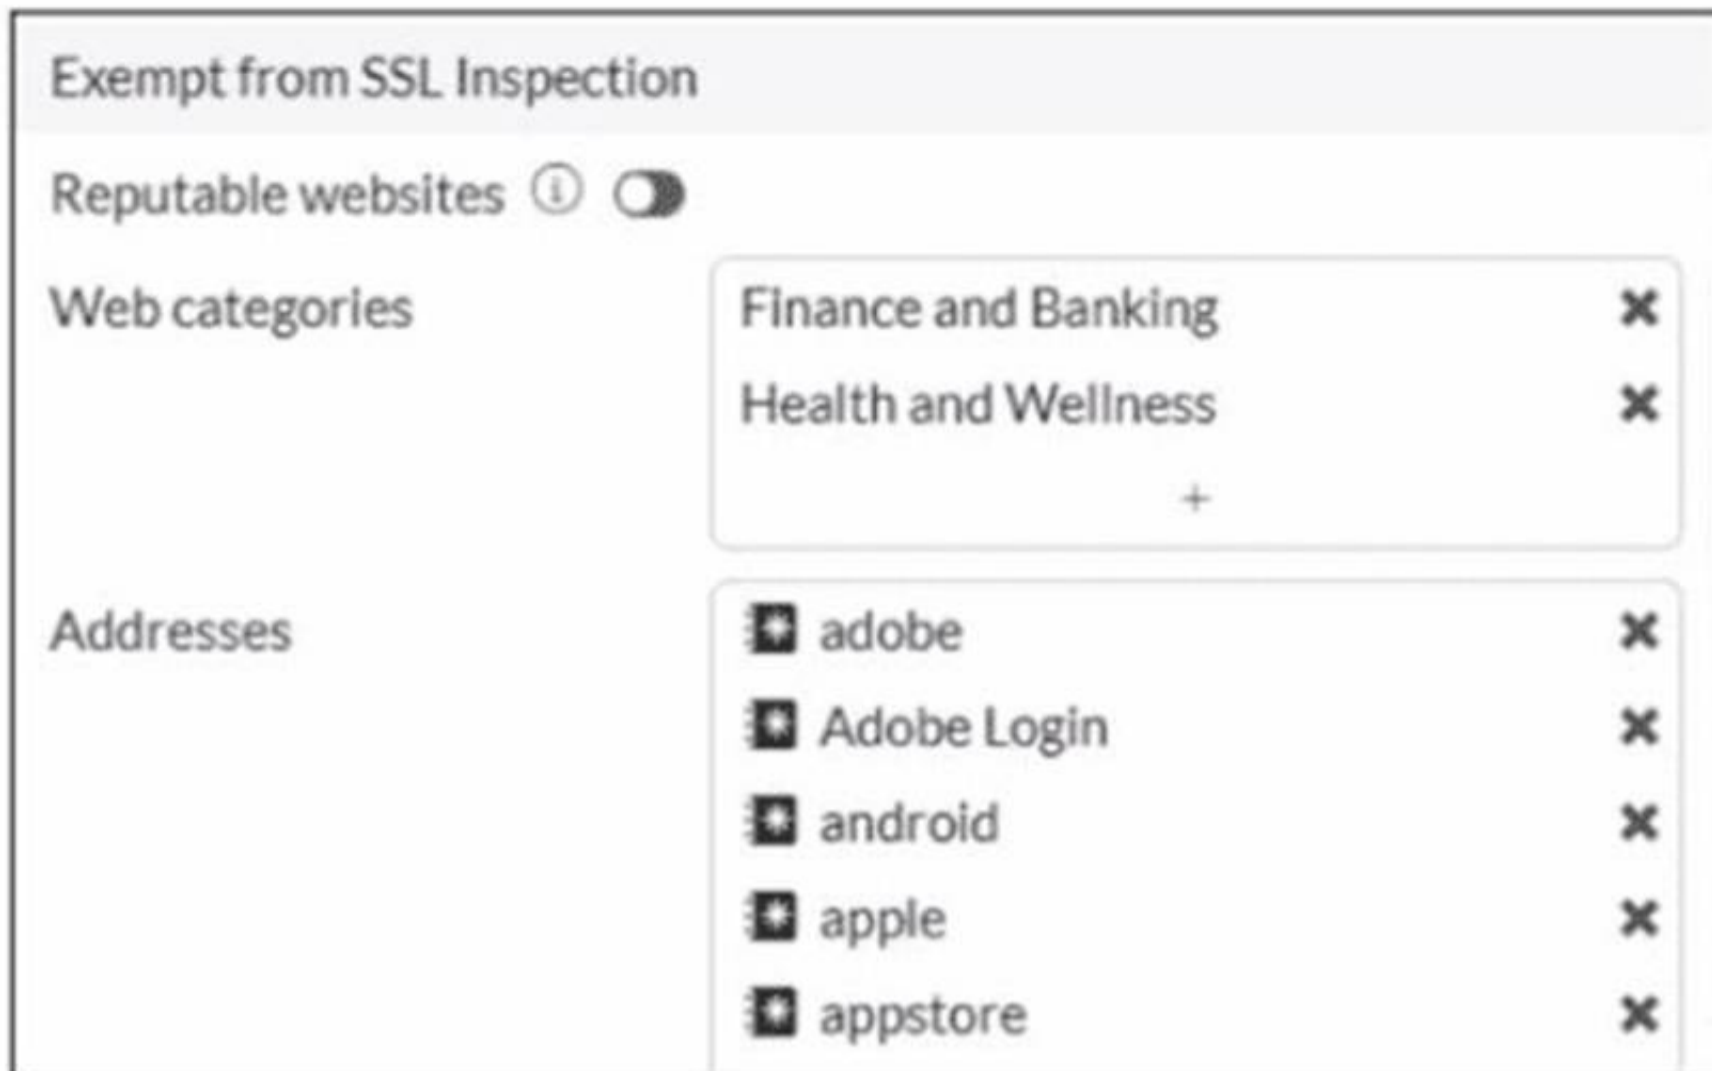 Exempt from SSL Inspection
Reputable websites
Web categories
Finance and Banking
Health and Wellness
Addresses
adobe
Adobe Login
android
apple
appstore